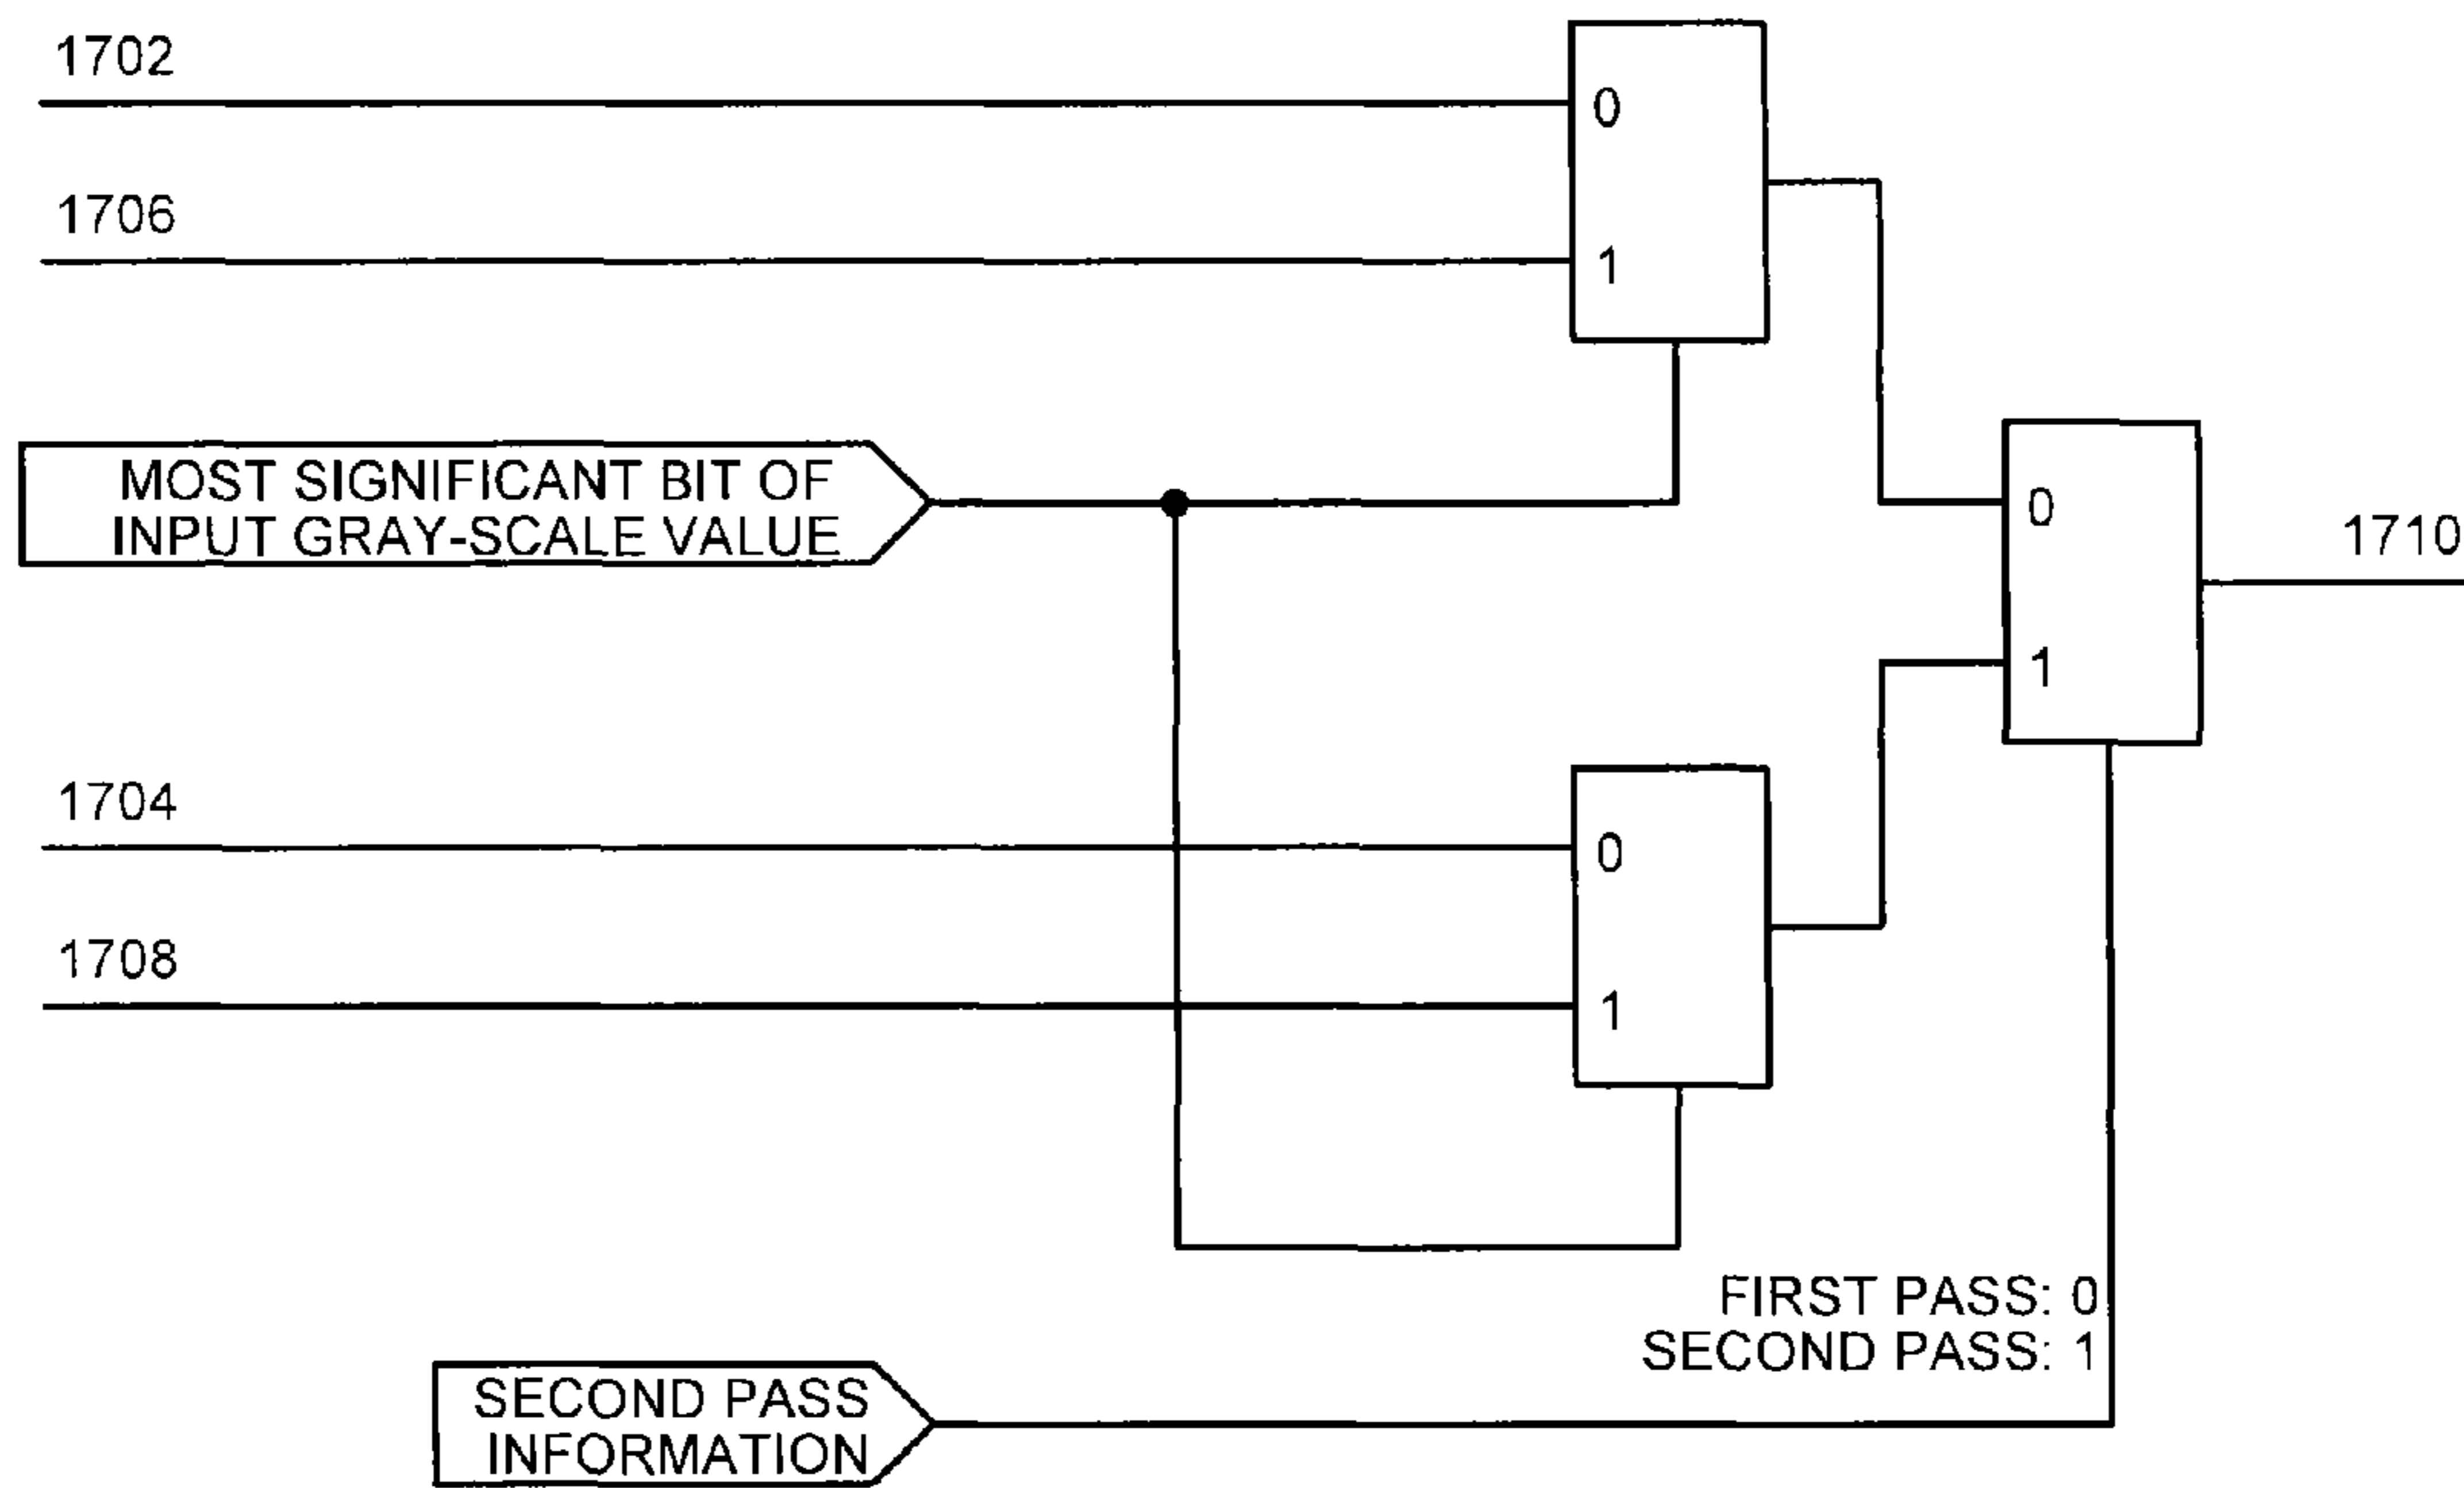 1702
0
1706
1
MOST SIGNIFICANT BIT OF
INPUT GRAY-SCALE VALUE
0
1710
1
1704
0
1708
1
FIRST PASS: 0
SECOND PASS: 1
SECOND PASS
INFORMATION